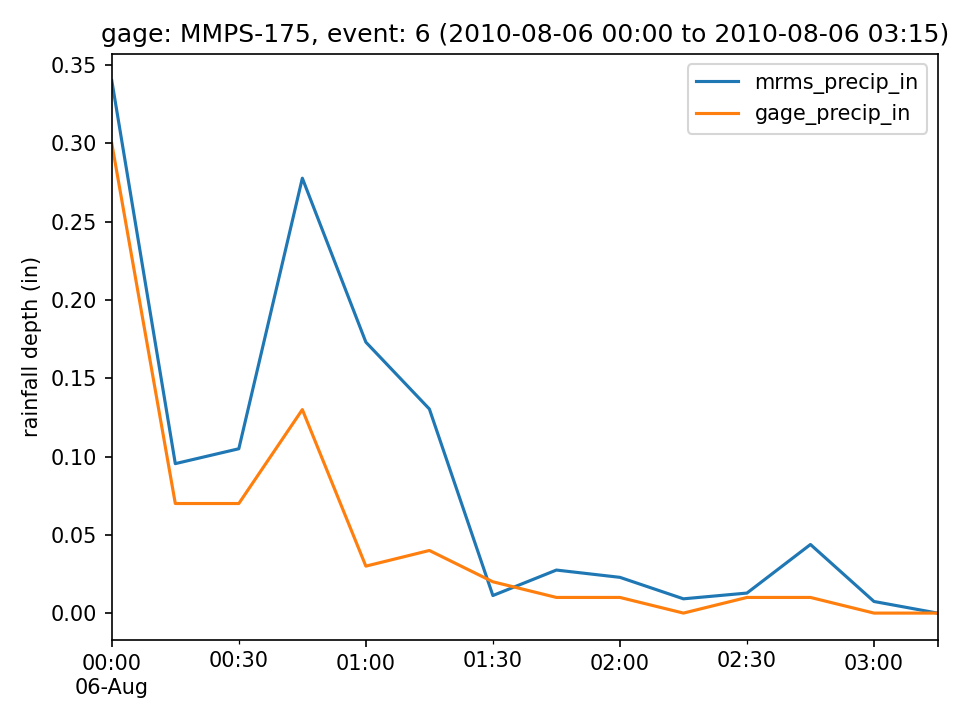 gage: MMPS-175, event: 6 (2010-08-06 00:00 to 2010-08-06 03:15)
mrms_precip_in
gage_precip_in
rainfall depth (in)
0.35
0.30
0.25
0.20
0.15
0.10
0.05
0.00
00:00 00:30 01:00 01:30 02:00 02:30 03:00
06-Aug